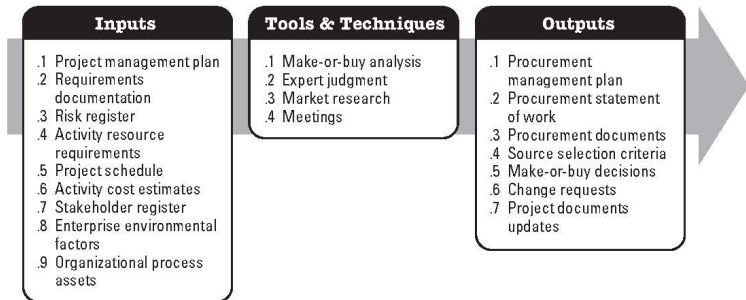 Inputs
.1 Project management plan
.2 Requirements
documentation
.3 Risk register
.4 Activity resource
requirements
.5 Project schedule
.6 Activity cost estimates
.7 Stakeholder register
.8 Enterprise environmental
factors
.9 Organizational process
assets
Tools & Techniques
.1 Make-or-buy analysis
.2 Expert judgment
.3 Market research
.4 Meetings
Outputs
.1 Procurement
management plan
.2 Procurement statement
of work
.3 Procurement documents
.4 Source selection criteria
.5 Make-or-buy decisions
.6 Change requests
.7 Project documents
updates